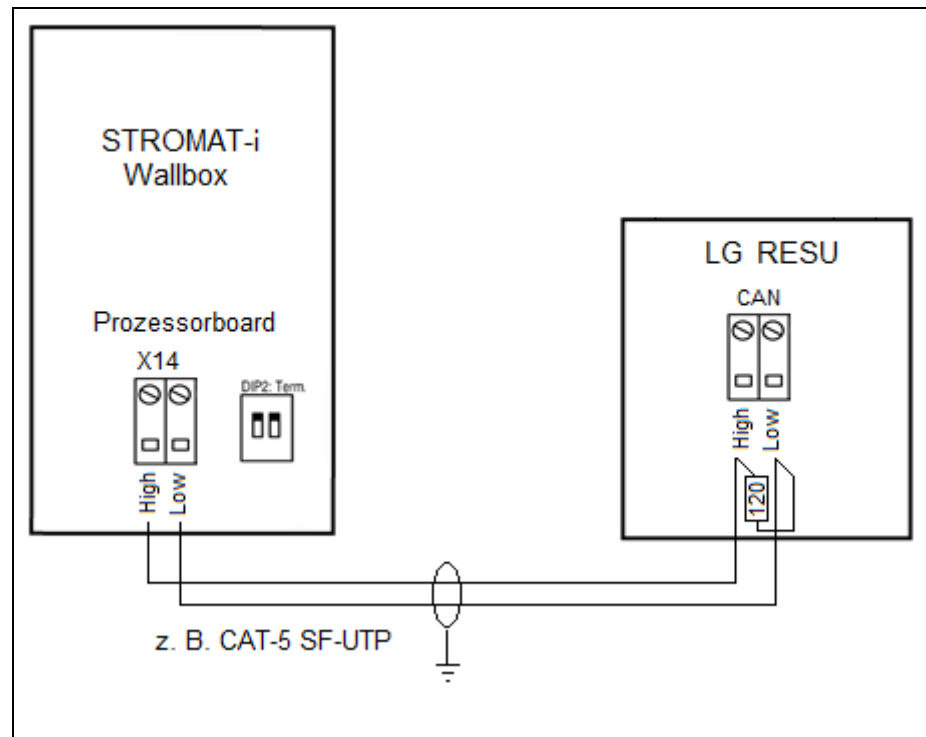 STROMAT-i
Wallbox
Prozessorboard
X14
DIP2: Term.
High
Low
LG RESU
CAN
High
Low
120
z. B. CAT-5 SF-UTP